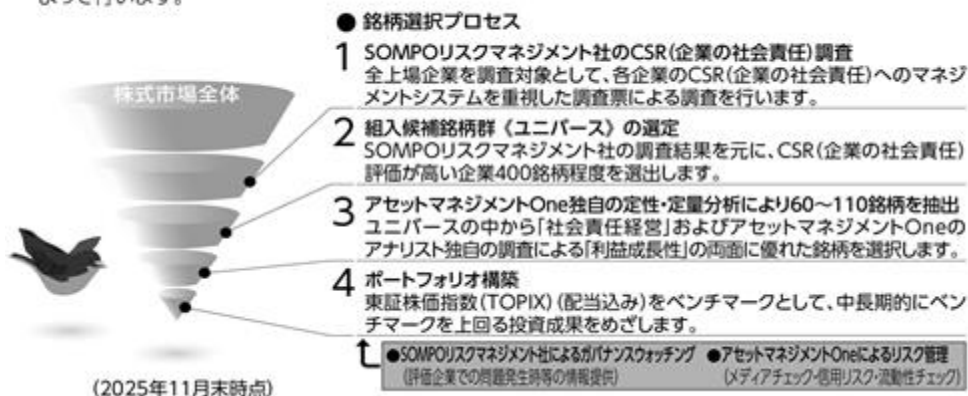 よって行います。
● 銘柄選択プロセス
株式市場全体
1 SOMPOリスクマネジメント社のCSR(企業の社会責任)調査
全上場企業を調査対象として、各企業のCSR(企業の社会責任)へのマネジ
メントシステムを重視した調査票による調査を行います。
2 組入候補銘柄群《ユニバース》の選定
SOMPOリスクマネジメント社の調査結果を元に、CSR(企業の社会責任)
評価が高い企業400銘柄程度を選出します。
3 アセットマネジメントOne独自の定性・定量分析により60～110銘柄を抽出
ユニバースの中から「社会責任経営」およびアセットマネジメントOneの
アナリスト独自の調査による「利益成長性」の両面に優れた銘柄を選択します。
4 ポートフォリオ構築
東証株価指数(TOPIX)(配当込み)をベンチマークとして、中長期的にベン
チマークを上回る投資成果をめざします。
●SOMPOリスクマネジメント社によるガバナンスウォッチング ●アセットマネジメントOneによるリスク管理
(評価企業での問題発生時等の情報提供) (メディアチェック・信用リスク・流動性チェック)
(2025年11月末時点)